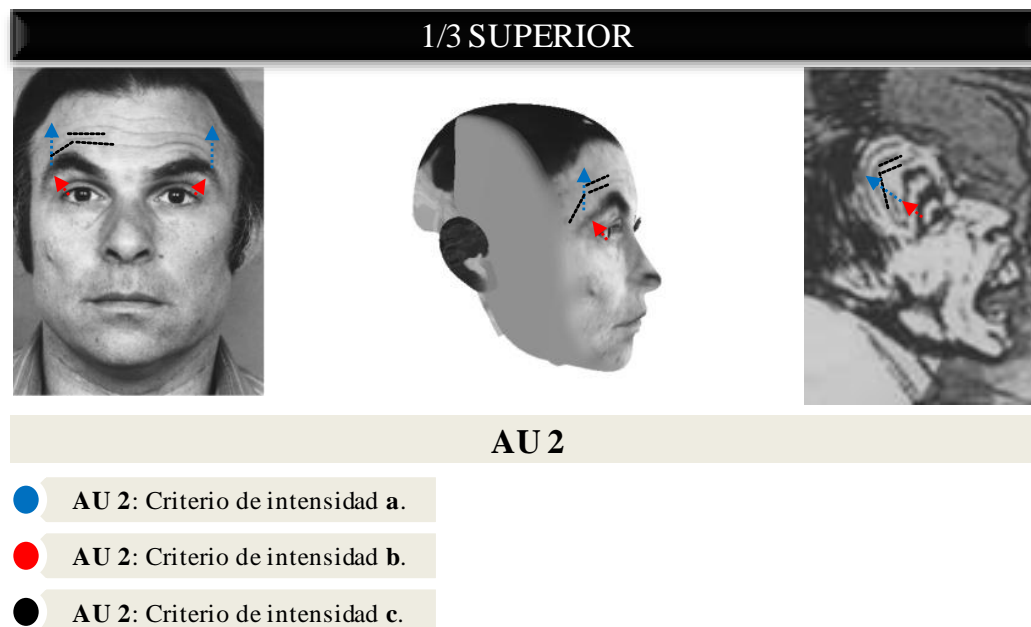 1/3 SUPERIOR
AU 2
AU 2: Criterio de intensidad a.
AU 2: Criterio de intensidad b.
AU 2: Criterio de intensidad c.